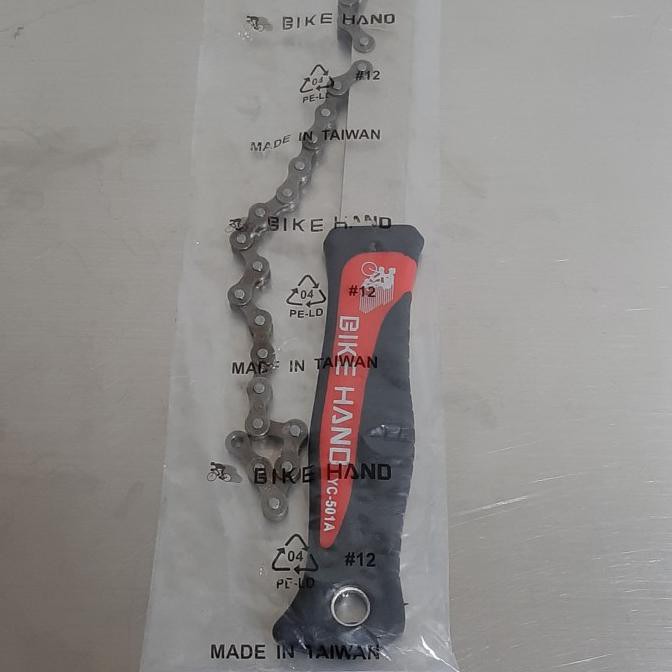 BIKE HAND
04
#12
PE-LD
MADE IN TAIWAN
BIKE HAND
04
#12
PE-LD
BIKE HAND
MADE IN TAIWAN
BIKE HAND
YC-501A
04
#12
PE-LD
MADE IN TAIWAN